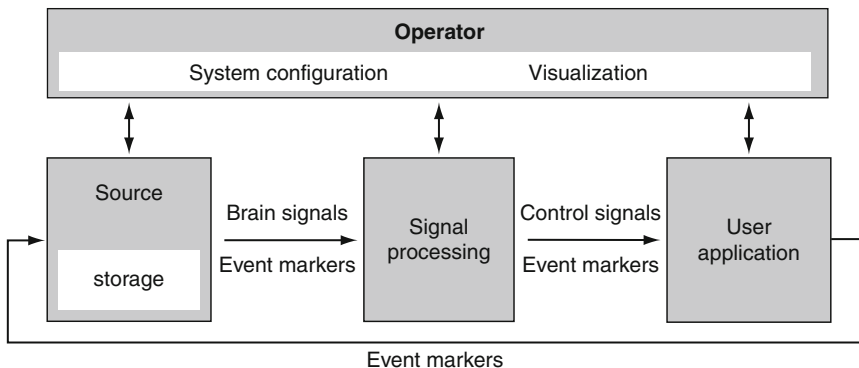 Operator
System configuration Visualization
Source
storage
Brain signals
Event markers
Signal
processing
Control signals
Event markers
User
application
Event markers